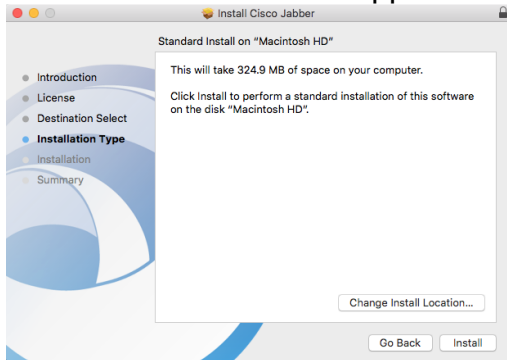 Install Cisco Jabber
Standard Install on “Macintosh HD”
Introduction
License
Destination Select
Installation Type
Installation
Summary
This will take 324.9 MB of space on your computer.
Click Install to perform a standard installation of this software
on the disk “Macintosh HD”.
Change Install Location...
Go Back
Install